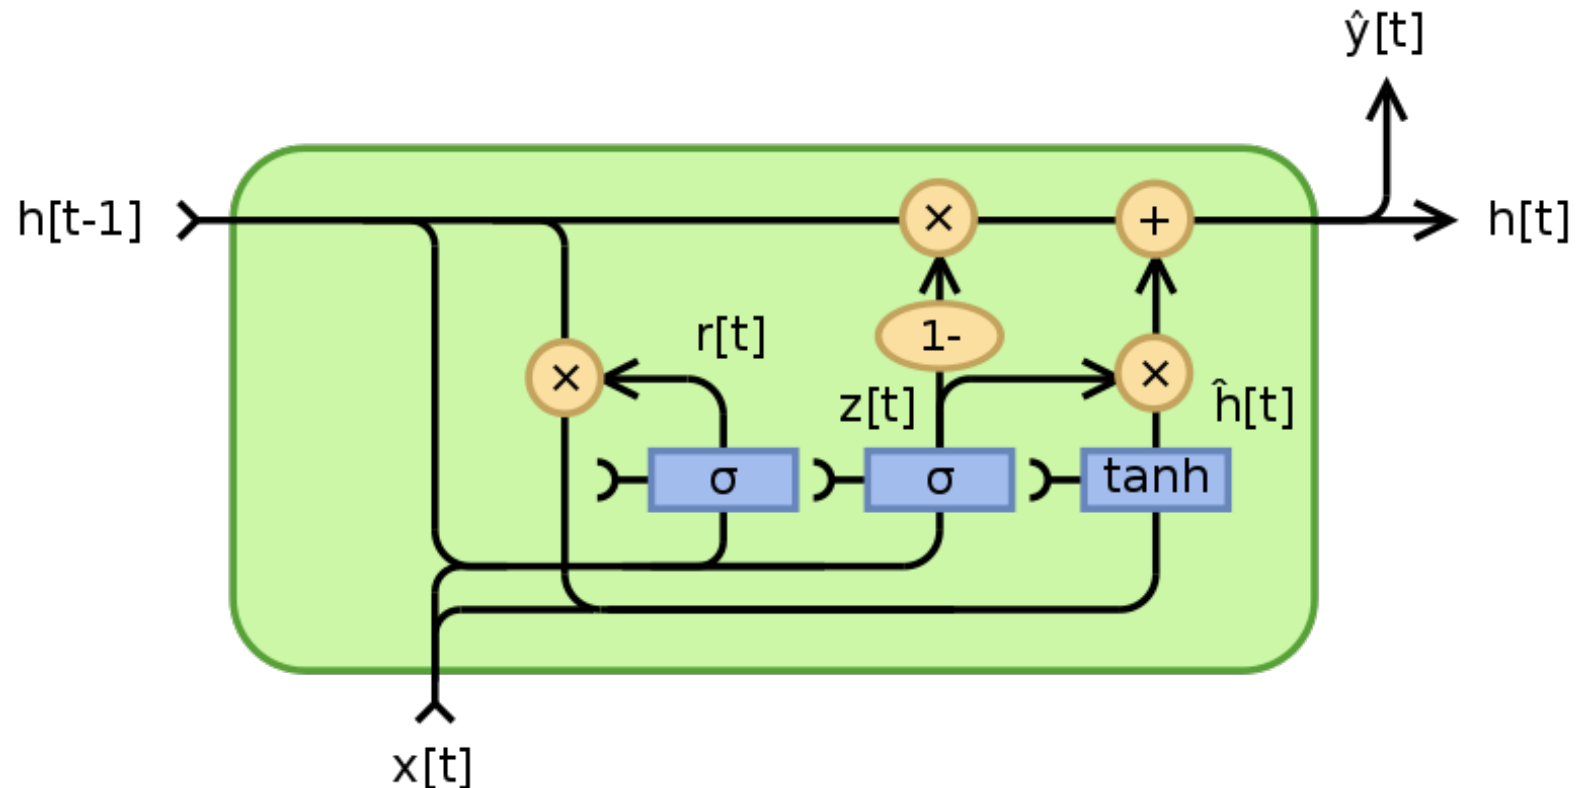 ŷ[t]
h[t-1]
×
+
h[t]
r[t]
1-
×
z[t]
×
ĥ[t]
σ
σ
tanh
x[t]